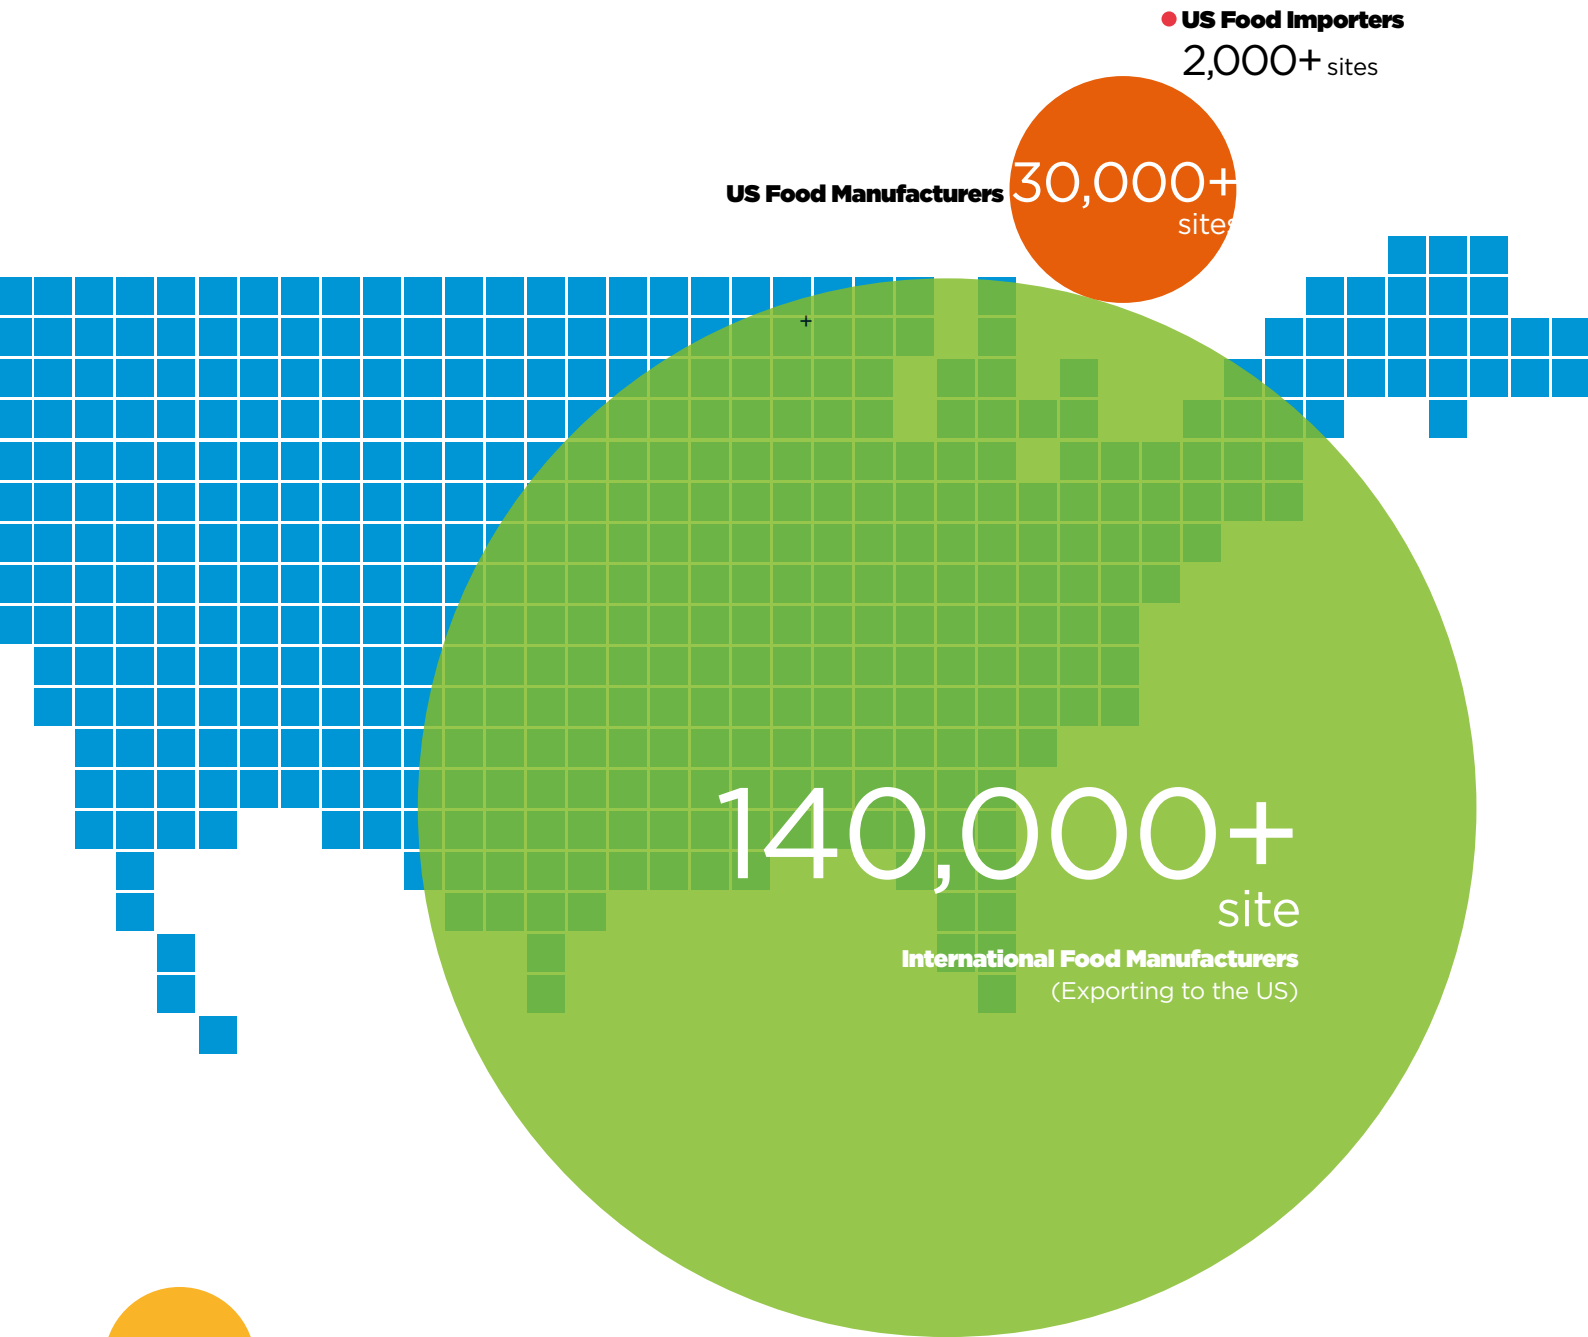 US Food Importers
2,000+ sites
US Food Manufacturers
30,000+
sites
+
140,000+
site
International Food Manufacturers
(Exporting to the US)